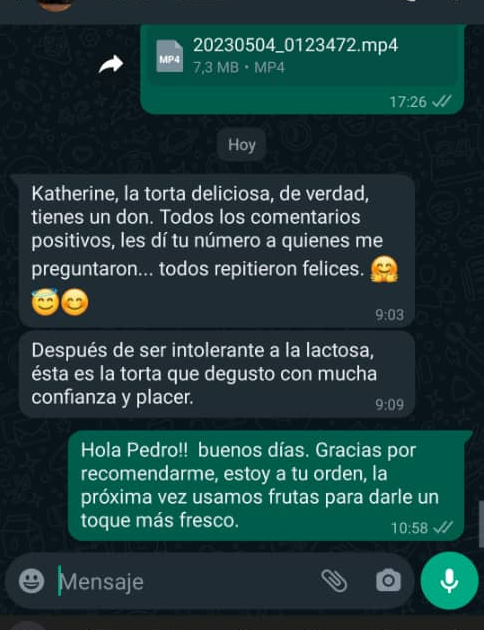 20230504_0123472.mp4
MP4
7,3 MB • MP4
17:26
Hoy
Katherine, la torta deliciosa, de verdad,
tienes un don. Todos los comentarios
positivos, les dí tu número a quienes me
preguntaron... todos repitieron felices. 🤗
😇😊
9:03
Después de ser intolerante a la lactosa,
ésta es la torta que degusto con mucha
confianza y placer.
9:09
Hola Pedro!! buenos días. Gracias por
recomendarme, estoy a tu orden, la
próxima vez usamos frutas para darle un
toque más fresco.
10:58
Mensaje